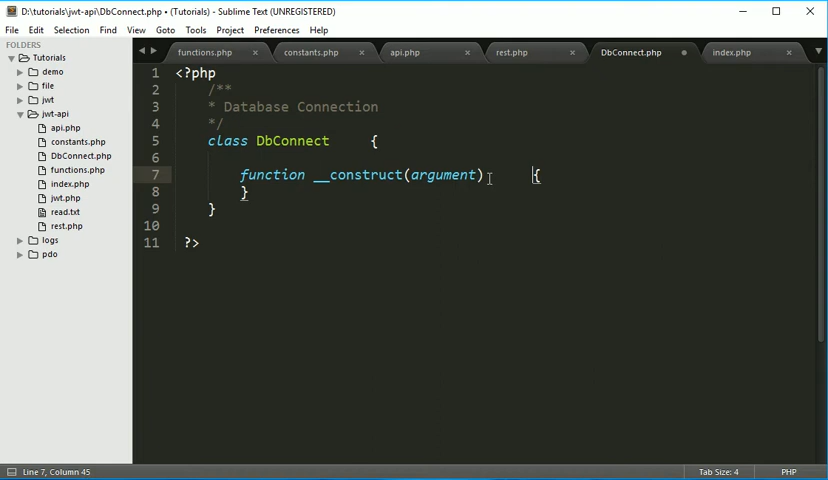 D:\tutorials\jwt-api\DbConnect.php • (Tutorials) - Sublime Text (UNREGISTERED)
File Edit Selection Find View Goto Tools Project Preferences Help
FOLDERS
Tutorials
demo
file
jwt
jwt-api
api.php
constants.php
DbConnect.php
functions.php
index.php
jwt.php
read.txt
rest.php
logs
pdo
functions.php constants.php api.php rest.php DbConnect.php index.php
1 <?php
2 /**
3 * Database Connection
4 */
5 class DbConnect {
6
7 function __construct(argument) {
8 }
9 }
10
11 ?>
Line 7, Column 45 Tab Size: 4 PHP